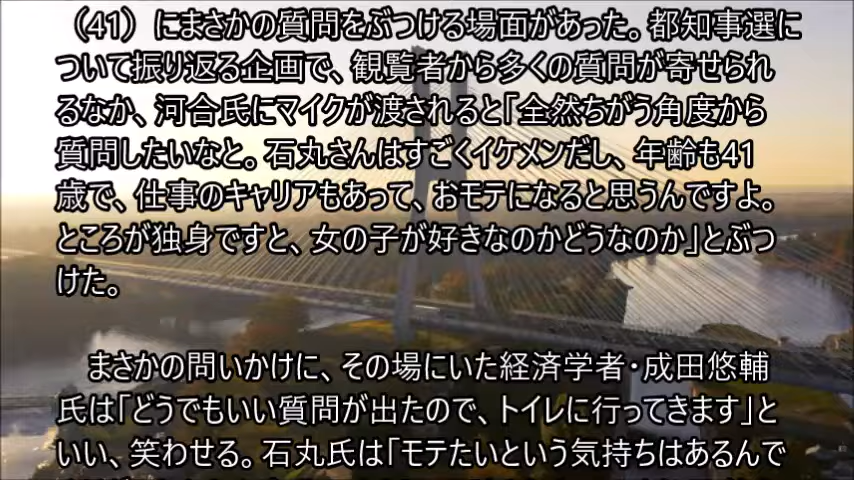 （41）にまさかの質問をぶつける場面があった。都知事選に
ついて振り返る企画で、観覧者から多くの質問が寄せられ
るなか、河合氏にマイクが渡されると「全然ちがう角度から
質問したいなと。石丸さんはすごくイケメンだし、年齢も41
歳で、仕事のキャリアもあって、おモテになると思うんですよ。
ところが独身ですと、女の子が好きなのかどうなのか」とぶつ
けた。
まさかの問いかけに、その場にいた経済学者・成田悠輔
氏は「どうでもいい質問が出たので、トイレに行ってきます」と
いい、笑わせる。石丸氏は「モテたいという気持ちはあるんで